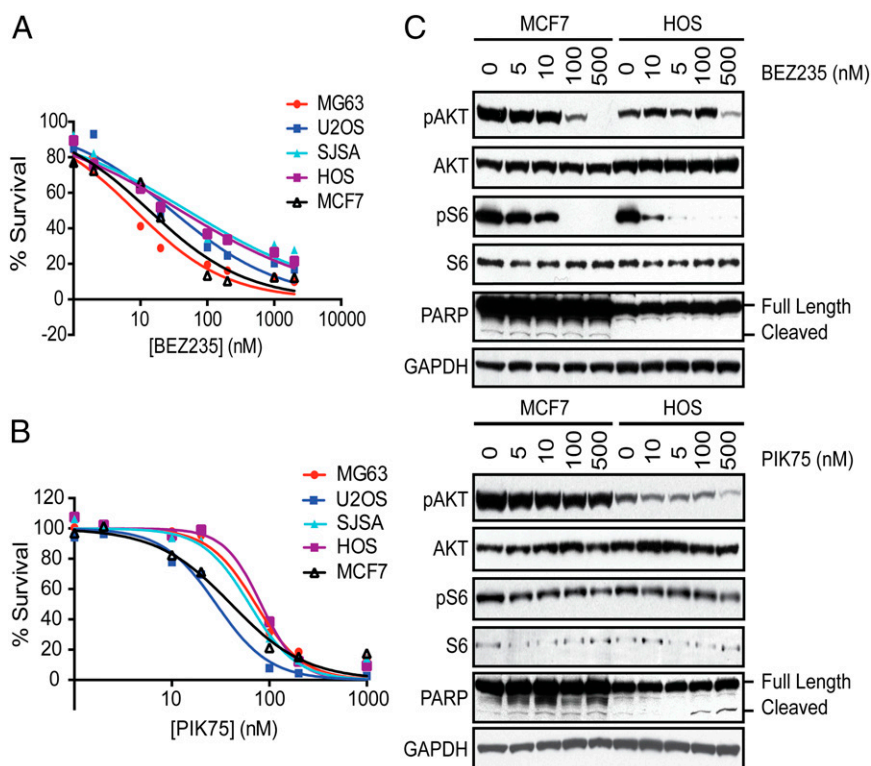 A
100
80
60
40
20
0
-20
% Survival
10 100 1000 10000
[BEZ235] (nM)
MG63
U2OS
SJSA
HOS
MCF7
B
120
100
80
60
40
20
0
% Survival
10 100 1000
[PIK75] (nM)
MG63
U2OS
SJSA
HOS
MCF7
C
MCF7 HOS
0 5 10 100 500 0 10 5 100 500 BEZ235 (nM)
pAKT
AKT
pS6
S6
PARP Full Length
Cleaved
GAPDH
MCF7 HOS
0 5 10 100 500 0 10 5 100 500 PIK75 (nM)
pAKT
AKT
pS6
S6
PARP Full Length
Cleaved
GAPDH